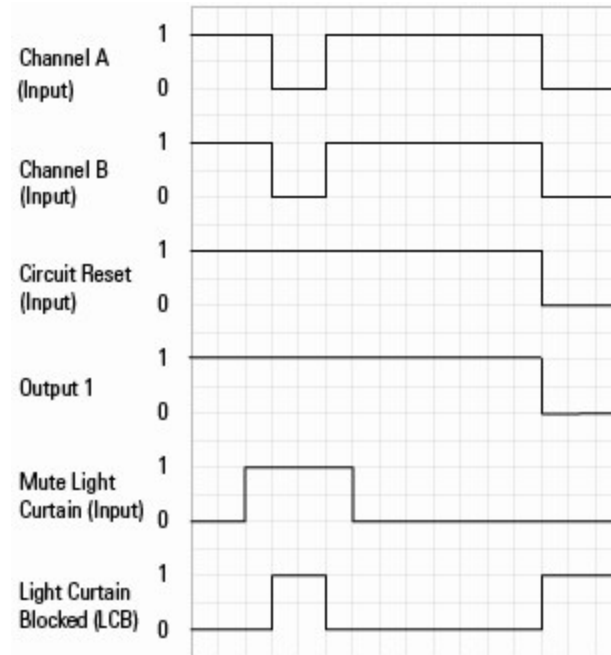 1
Channel A
(Input)
0
1
Channel B
(Input)
0
1
Circuit Reset
(Input)
0
1
Output 1
0
1
Mute Light
Curtain (Input)
0
1
Light Curtain
Blocked (LCB)
0